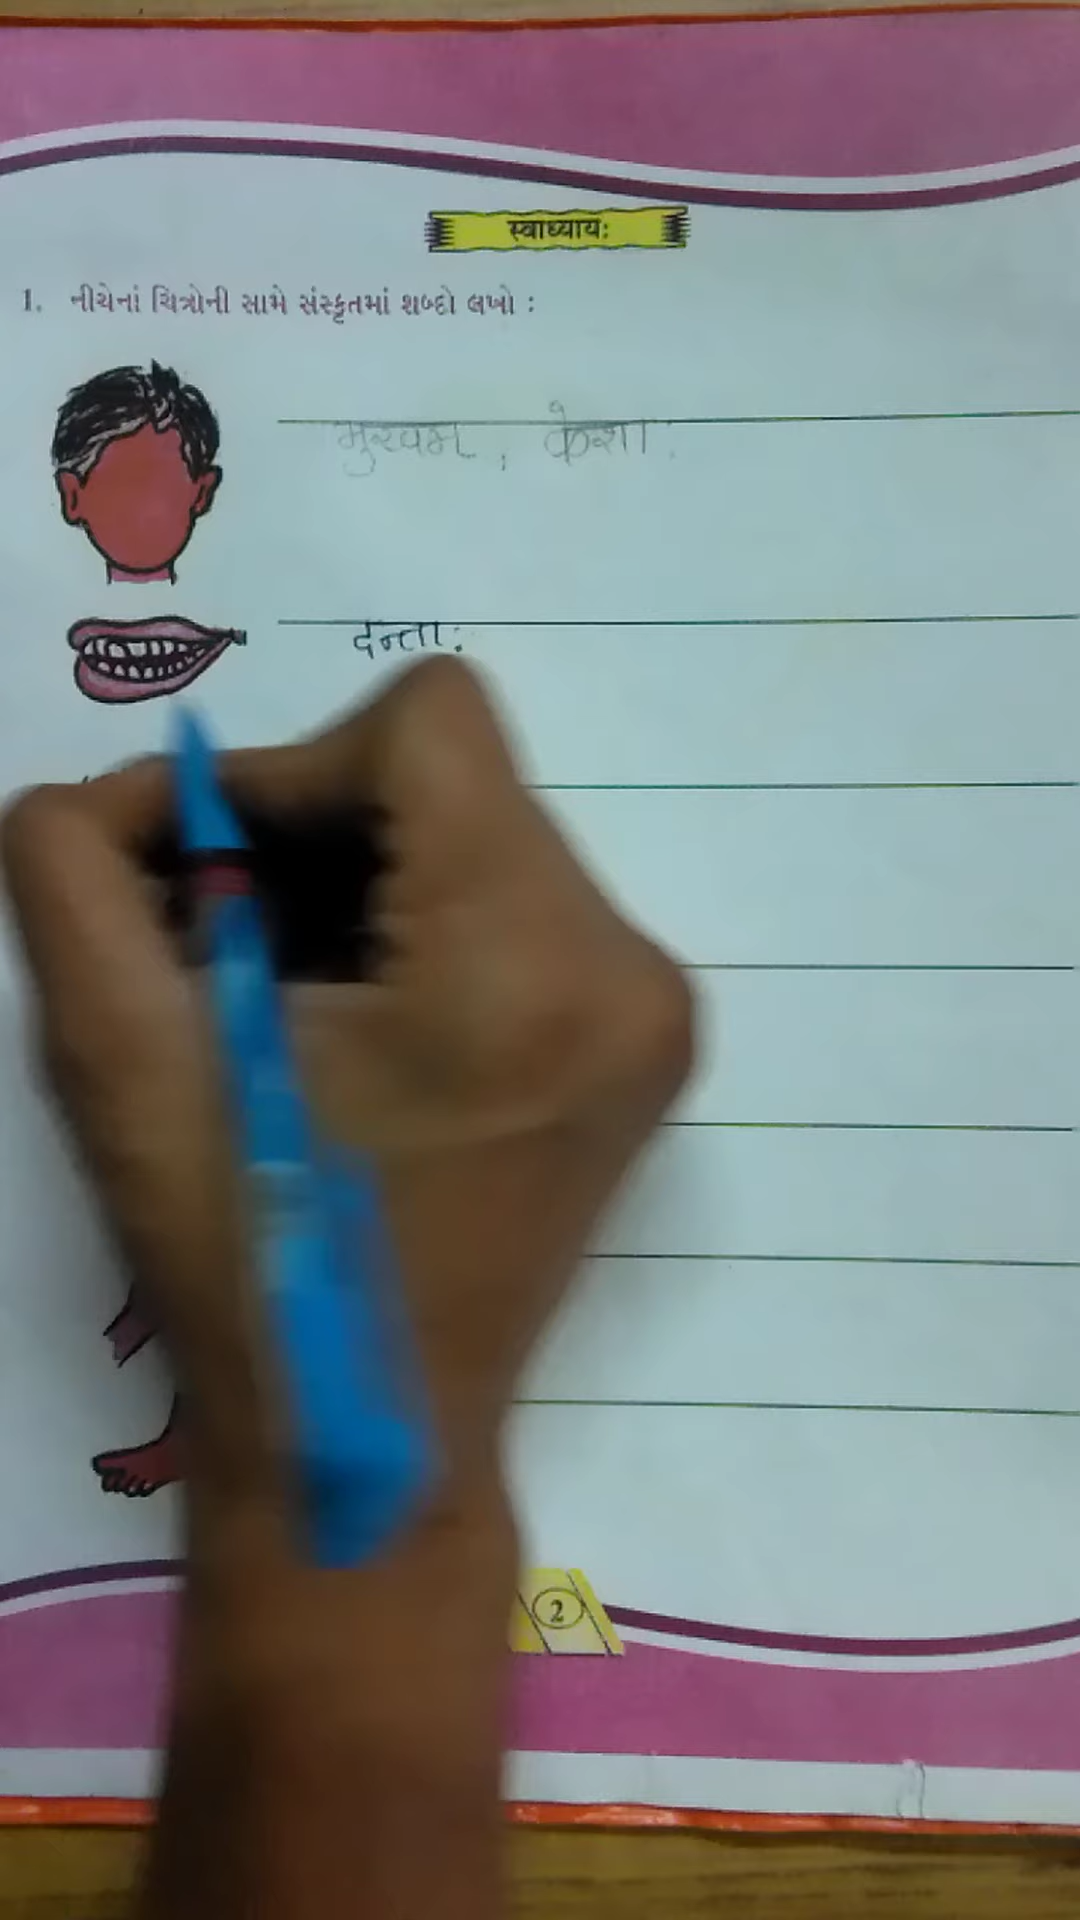 स्वाध्यायः
1. નીચેનાં ચિત્રોની સામે સંસ્કૃતમાં શબ્દો લખો :
मुखम्, केशा.
दन्ताः
2